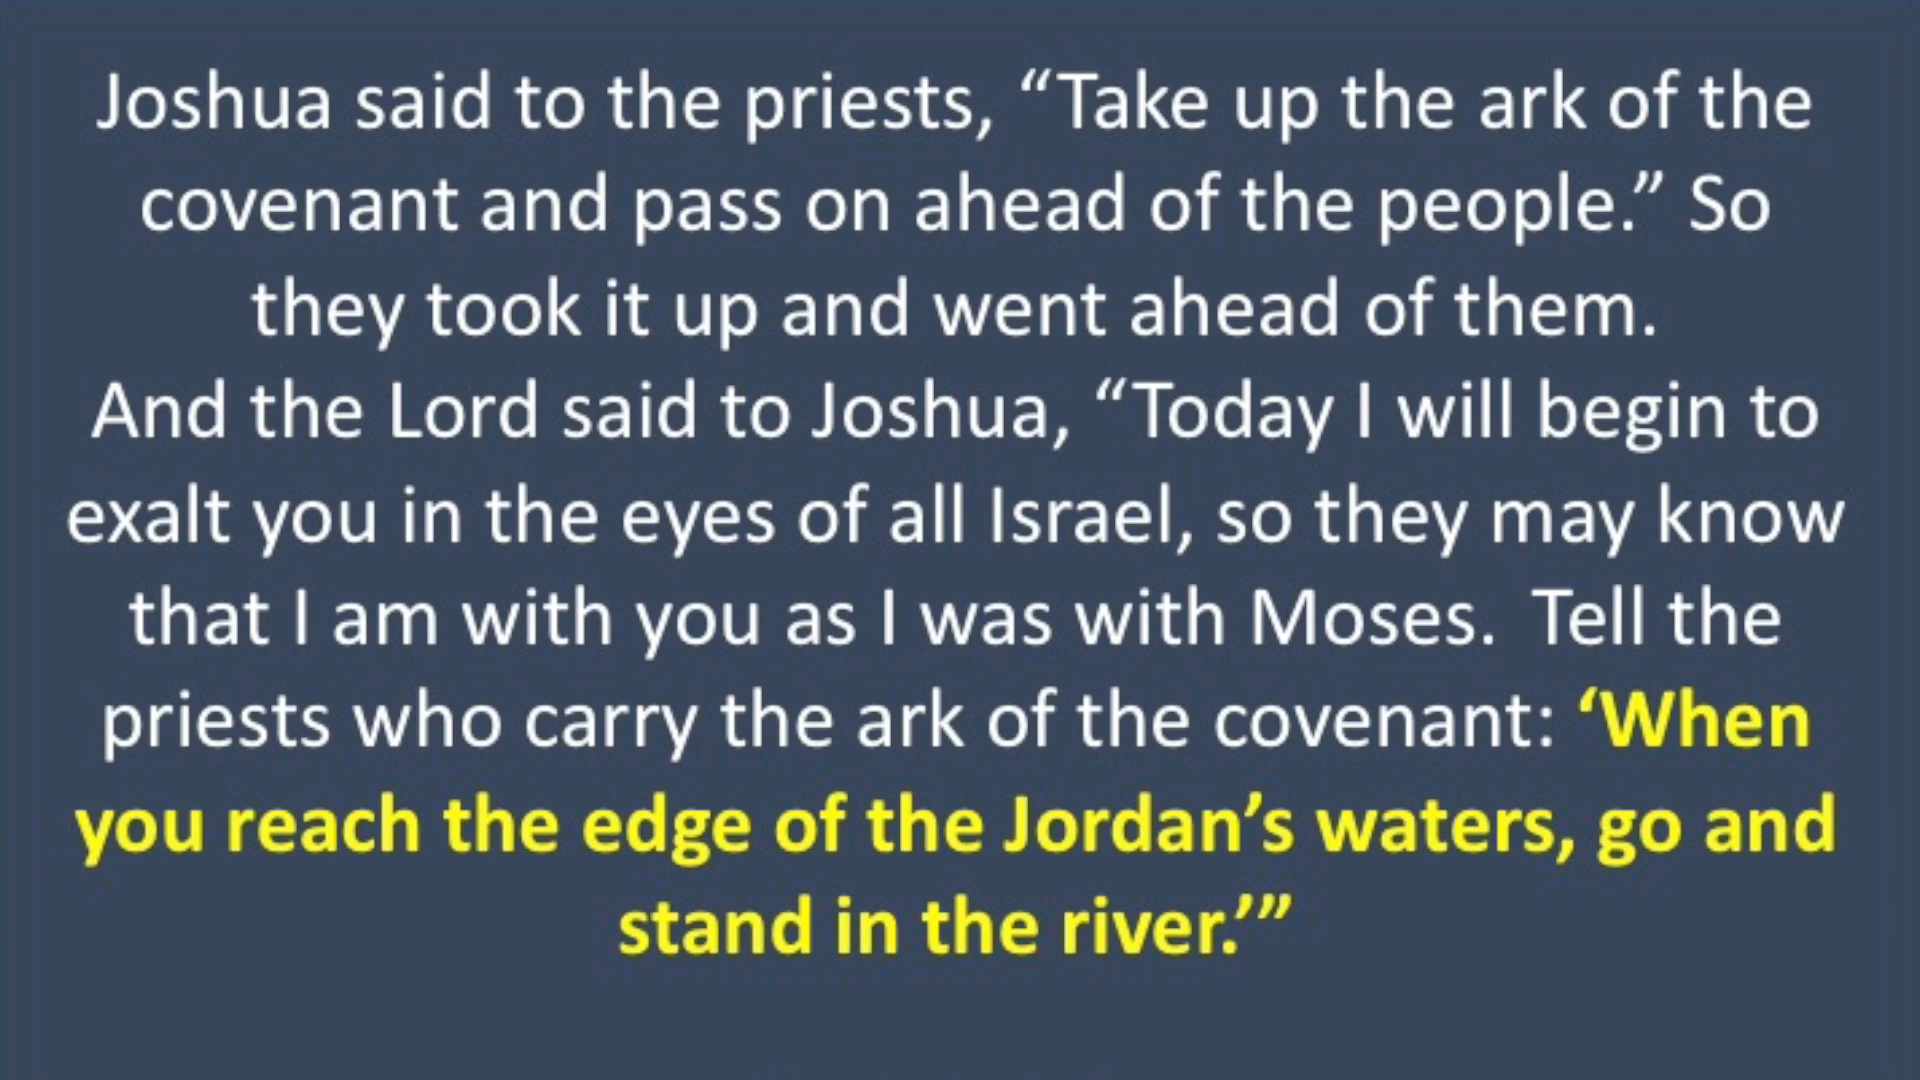 Joshua said to the priests, “Take up the ark of the
covenant and pass on ahead of the people.” So
they took it up and went ahead of them.
And the Lord said to Joshua, “Today I will begin to
exalt you in the eyes of all Israel, so they may know
that I am with you as I was with Moses.  Tell the
priests who carry the ark of the covenant: ‘When
you reach the edge of the Jordan’s waters, go and
stand in the river.’”